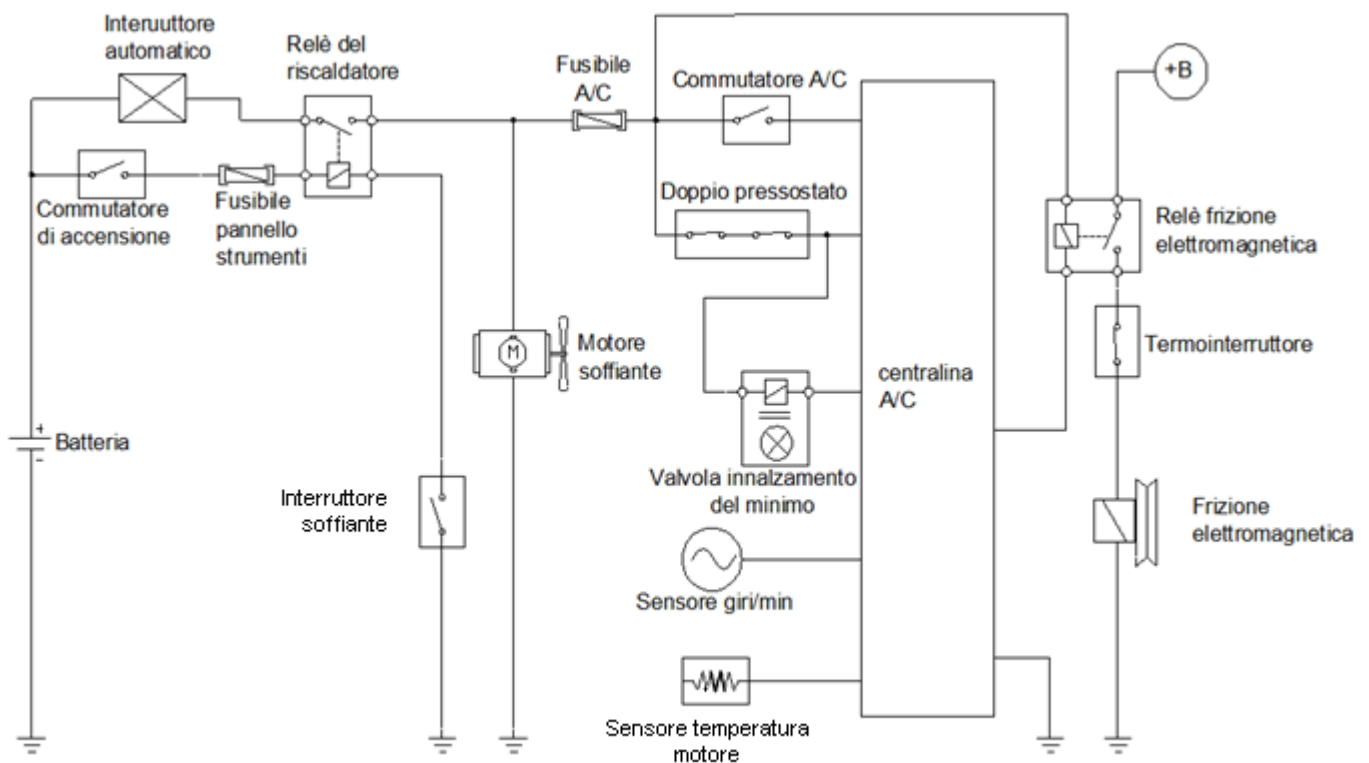 Interuuttore
automatico
Relè del
riscaldatore
Fusibile
A/C
Commutatore A/C
+B
Commutatore
di accensione
Fusibile
pannello
strumenti
Doppio pressostato
Relè frizione
elettromagnetica
M
Motore
soffiante
Termointerruttore
centralina
A/C
+
Batteria
-
Valvola innalzamento
del minimo
Interruttore
soffiante
Frizione
elettromagnetica
Sensore giri/min
Sensore temperatura
motore